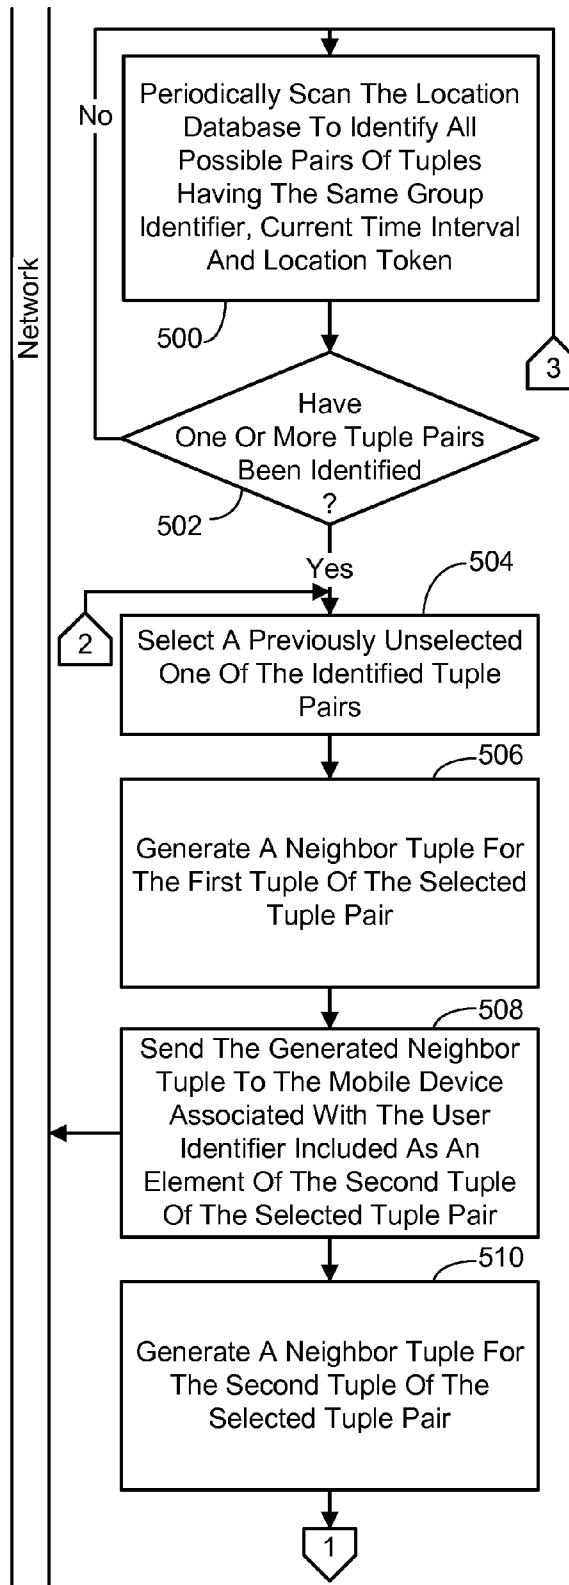 Network
No
Periodically Scan The Location
Database To Identify All
Possible Pairs Of Tuples
Having The Same Group
Identifier, Current Time Interval
And Location Token
500
3
Have
One Or More Tuple Pairs
Been Identified
?
502
Yes
504
2
Select A Previously Unselected
One Of The Identified Tuple
Pairs
506
Generate A Neighbor Tuple For
The First Tuple Of The Selected
Tuple Pair
508
Send The Generated Neighbor
Tuple To The Mobile Device
Associated With The User
Identifier Included As An
Element Of The Second Tuple
Of The Selected Tuple Pair
510
Generate A Neighbor Tuple For
The Second Tuple Of The
Selected Tuple Pair
1